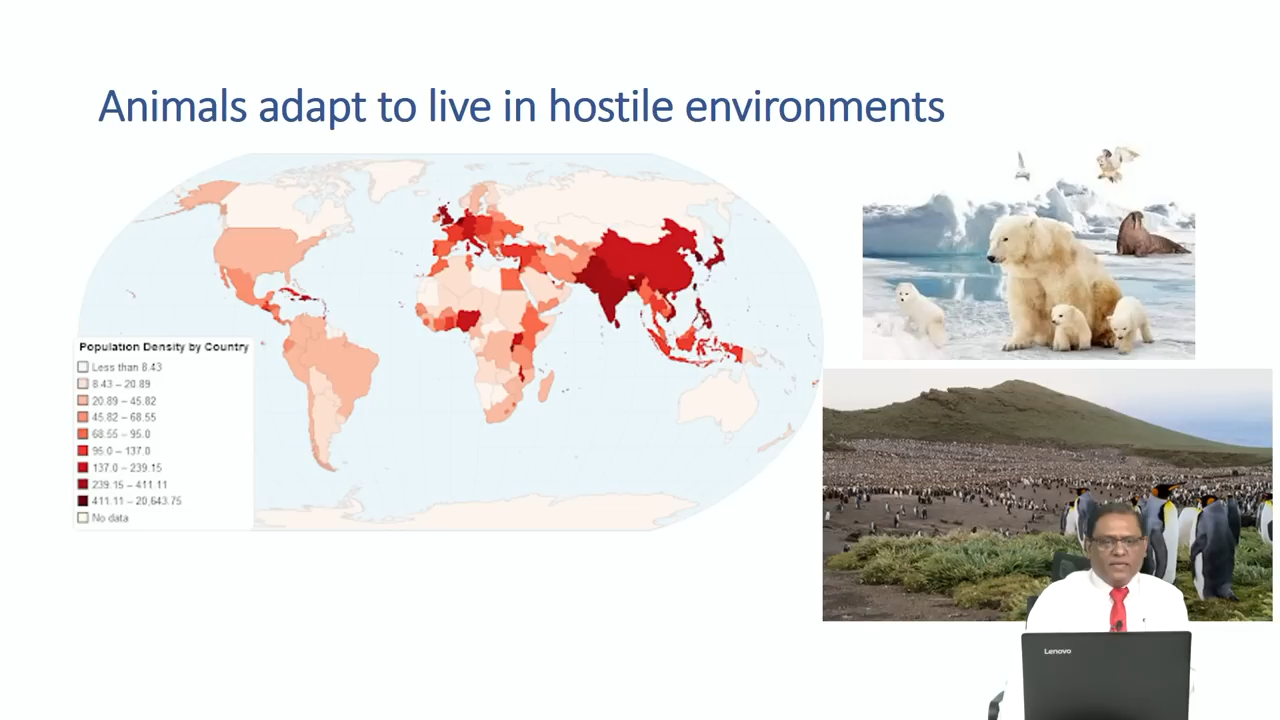 Animals adapt to live in hostile environments
Population Density by Country
Less than 8.43
8.43 – 20.89
20.89 – 45.82
45.82 – 68.55
68.55 – 95.0
95.0 – 137.0
137.0 – 239.15
239.15 – 411.11
411.11 – 20,643.75
No data
Lenovo